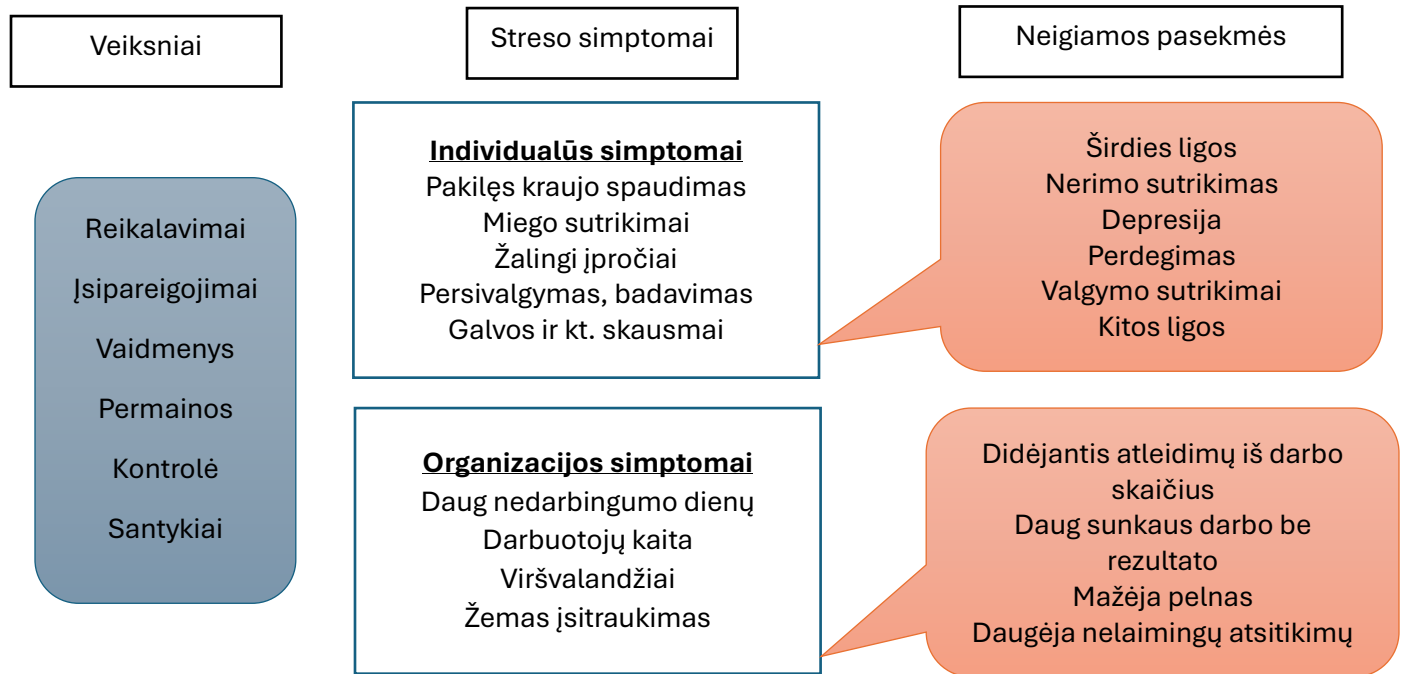 Veiksniai
Streso simptomai
Neigiamos pasekmės
Reikalavimai
Įsipareigojimai
Vaidmenys
Permainos
Kontrolė
Santykiai
Individualūs simptomai
Pakilęs kraujo spaudimas
Miego sutrikimai
Žalingi įpročiai
Persivalgymas, badavimas
Galvos ir kt. skausmai
Širdies ligos
Nerimo sutrikimas
Depresija
Perdegimas
Valgymo sutrikimai
Kitos ligos
Organizacijos simptomai
Daug nedarbingumo dienų
Darbuotojų kaita
Viršvalandžiai
Žemas įsitraukimas
Didėjantis atleidimų iš darbo
skaičius
Daug sunkaus darbo be
rezultato
Mažėja pelnas
Daugėja nelaimingų atsitikimų